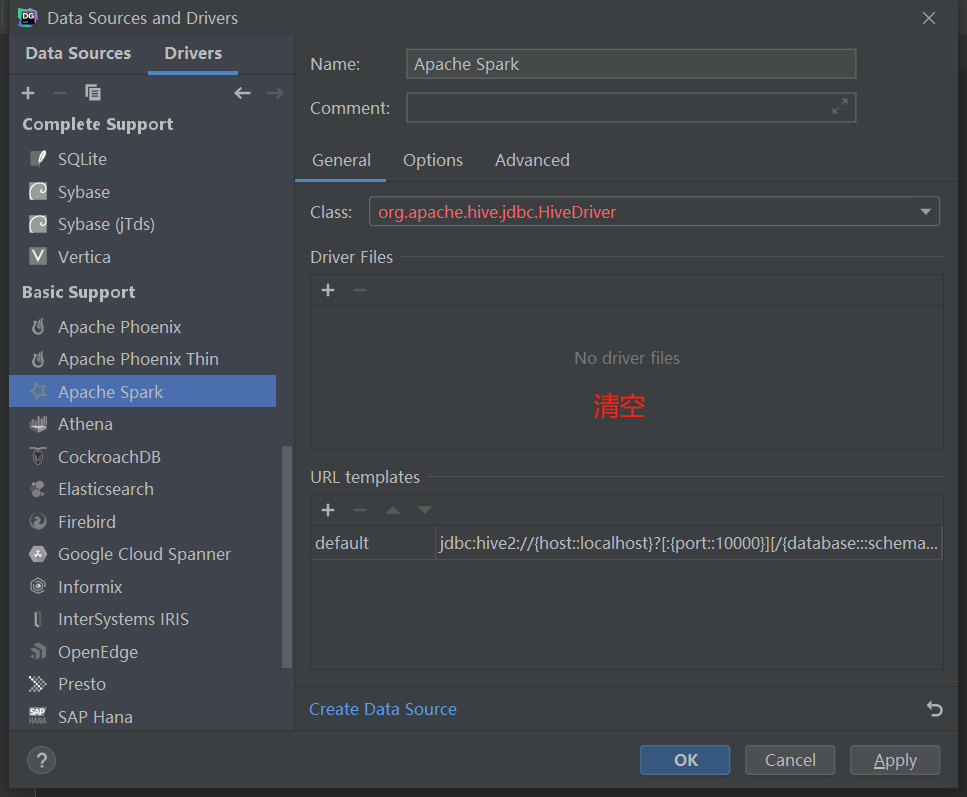 DG Data Sources and Drivers
Data Sources Drivers
Complete Support
SQLite
Sybase
Sybase (jTds)
Vertica
Basic Support
Apache Phoenix
Apache Phoenix Thin
Apache Spark
Athena
CockroachDB
Elasticsearch
Firebird
Google Cloud Spanner
Informix
InterSystems IRIS
OpenEdge
Presto
SAP HANA SAP Hana
Name: Apache Spark
Comment:
General Options Advanced
Class: org.apache.hive.jdbc.HiveDriver
Driver Files
No driver files
清空
URL templates
default jdbc:hive2://{host::localhost}?[:{port::10000}][/{database:::schema...
Create Data Source
? OK Cancel Apply